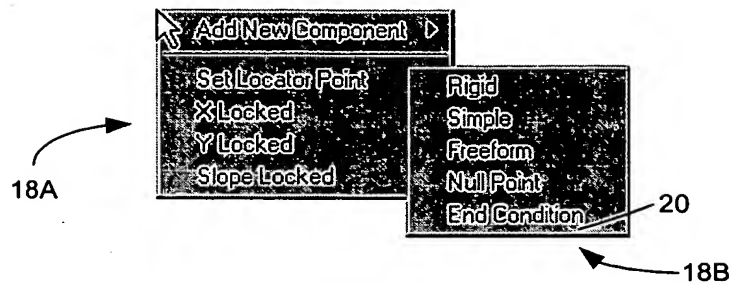 Add New Component
Set Locator Point
X Locked
Y Locked
Slope Locked
Rigid
Simple
Freeform
Null Point
End Condition
18A
20
18B